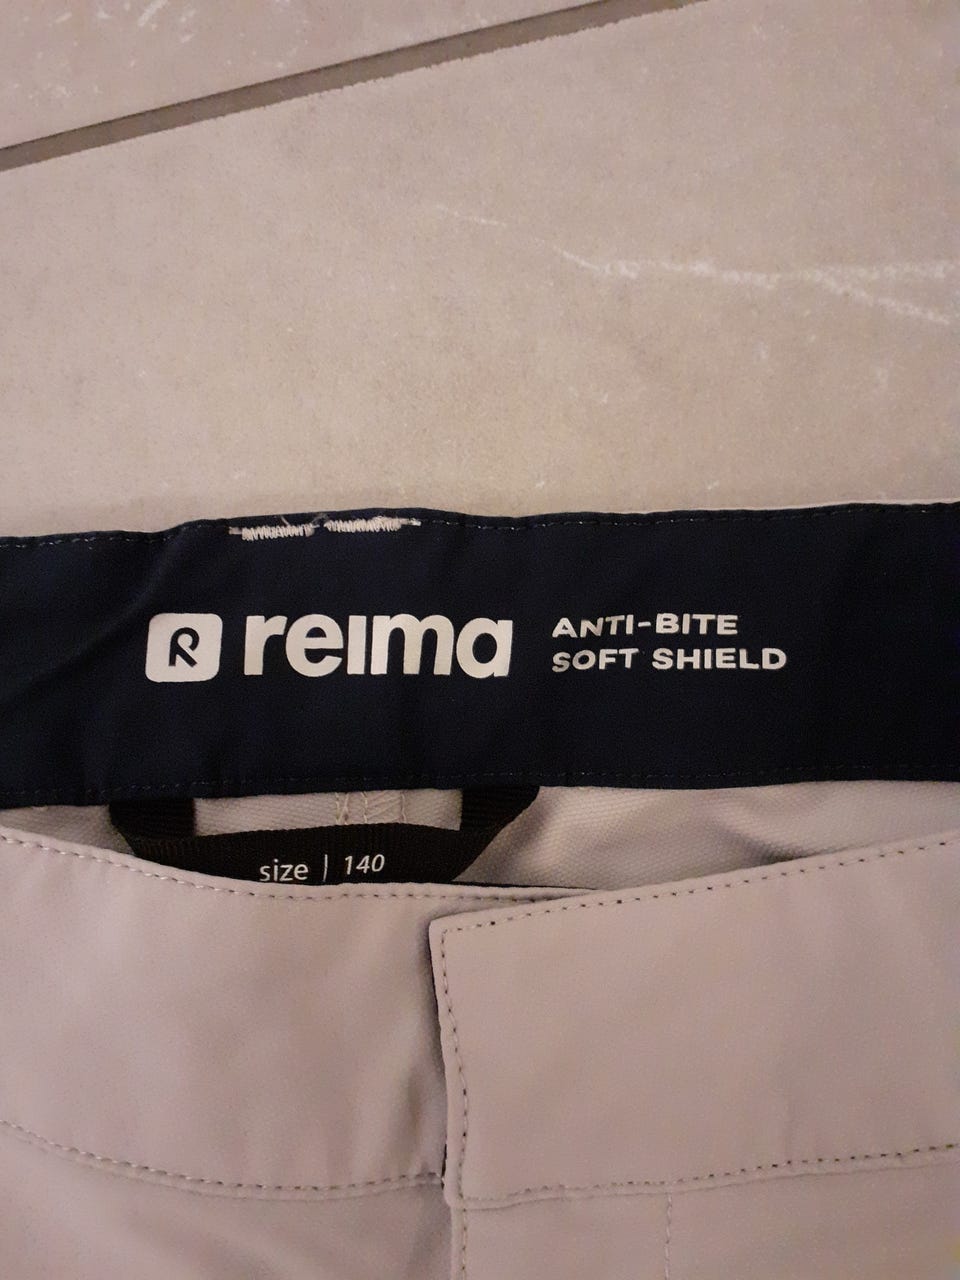 R reima ANTI-BITE
SOFT SHIELD
size | 140